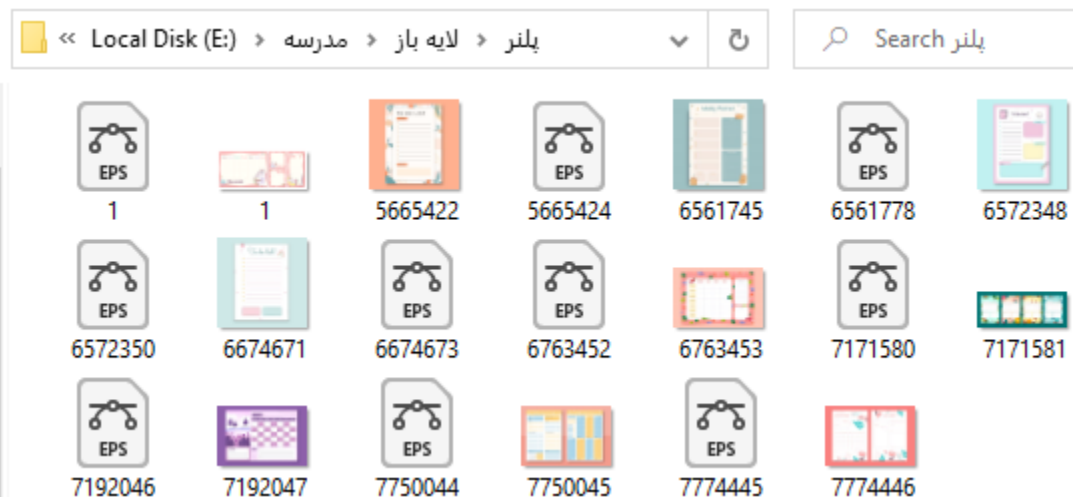 « Local Disk (E:) › مدرسه › لایه باز › پلنر
Search پلنر
EPS EPS EPS
1 1 5665422 5665424 6561745 6561778 6572348
EPS EPS EPS EPS
6572350 6674671 6674673 6763452 6763453 7171580 7171581
EPS EPS EPS
7192046 7192047 7750044 7750045 7774445 7774446